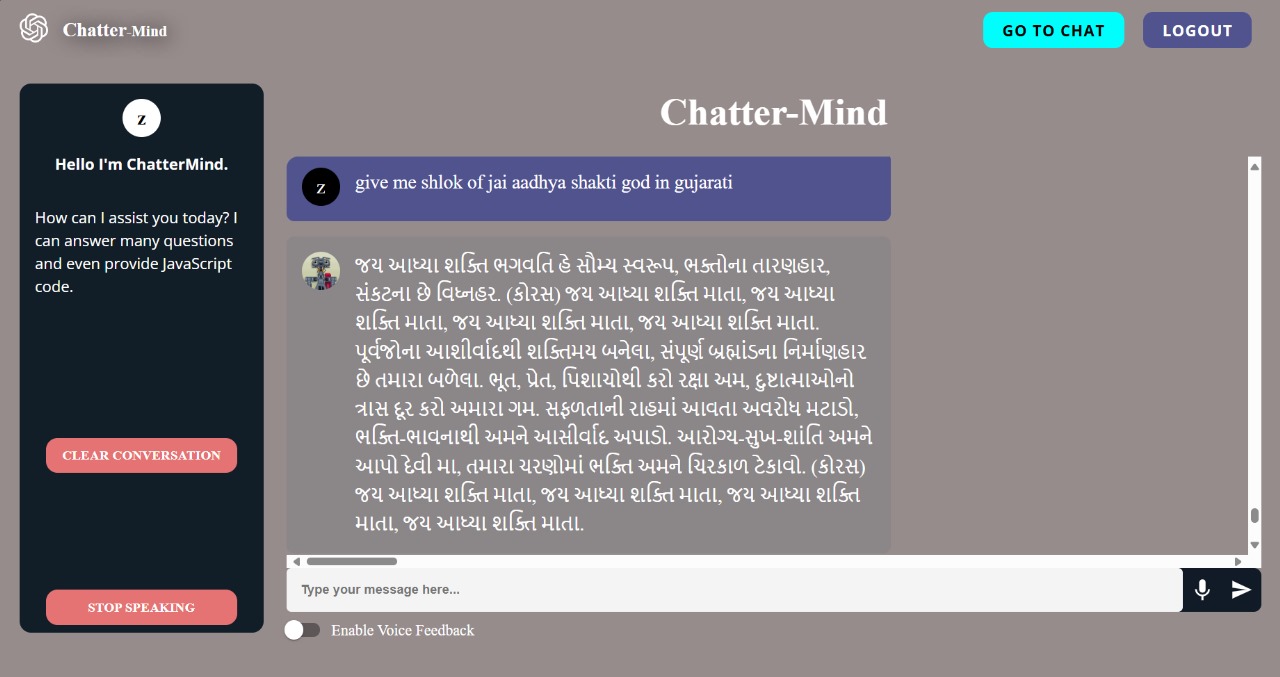 Chatter-Mind
GO TO CHAT
LOGOUT
z
Hello I'm ChatterMind.
How can I assist you today? I
can answer many questions
and even provide JavaScript
code.
CLEAR CONVERSATION
STOP SPEAKING
Chatter-Mind
z
give me shlok of jai aadhya shakti god in gujarati
જય આધ્યા શક્તિ ભગવતિ હે સૌમ્ય સ્વરૂપ, ભક્તોના તારણહાર,
સંકટના છે વિઘ્નહર. (કોરસ) જય આધ્યા શક્તિ માતા, જય આધ્યા
શક્તિ માતા, જય આધ્યા શક્તિ માતા, જય આધ્યા શક્તિ માતા.
પૂર્વજોના આશીર્વાદથી શક્તિમય બનેલા, સંપૂર્ણ બ્રહ્માંડના નિર્માણહાર
છે તમારા બળેલા. ભૂત, પ્રેત, પિશાચોથી કરો રક્ષા અમ, દુષ્ટાત્માઓનો
ત્રાસ દૂર કરો અમારા ગમ. સફળતાની રાહમાં આવતા અવરોધ મટાડો,
ભક્તિ-ભાવનાથી અમને આસીર્વાદ અપાડો. આરોગ્ય-સુખ-શાંતિ અમને
આપો દેવી મા, તમારા ચરણોમાં ભક્તિ અમને ચિરકાળ ટેકાવો. (કોરસ)
જય આધ્યા શક્તિ માતા, જય આધ્યા શક્તિ માતા, જય આધ્યા શક્તિ
માતા, જય આધ્યા શક્તિ માતા.
Type your message here...
Enable Voice Feedback